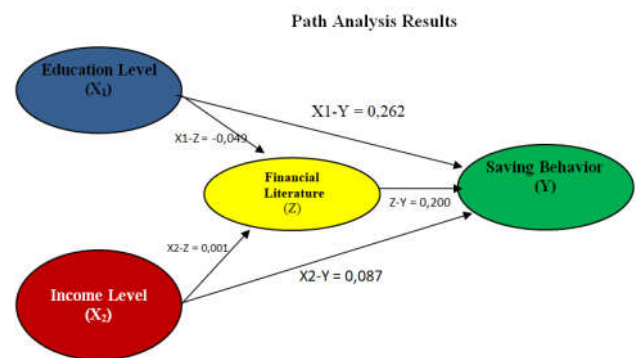 Path Analysis Results
Education Level
(X₁)
X1-Y = 0,262
X1-Z = -0,049
Financial
Literature
(Z)
Saving Behavior
(Y)
Z-Y = 0,200
X2-Z = 0,001
X2-Y = 0,087
Income Level
(X₂)